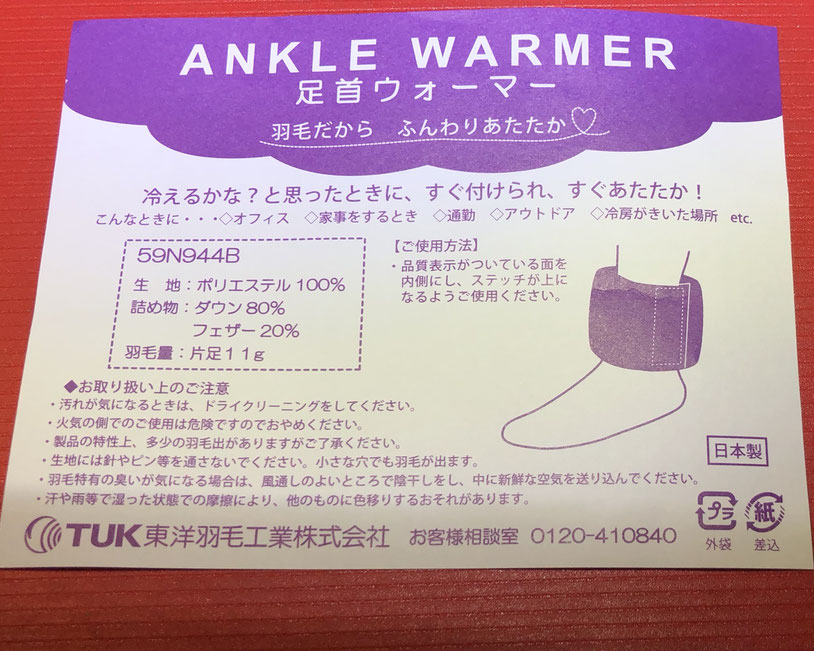 ANKLE WARMER
足首ウォーマー
羽毛だから ふんわりあたたか
冷えるかな？と思ったときに、すぐ付けられ、すぐあたたか！
こんなときに・・・◇オフィス ◇家事をするとき ◇通勤 ◇アウトドア ◇冷房がきいた場所 etc.
59N944B
生 地：ポリエステル 100%
詰め物：ダウン 80%
フェザー 20%
羽毛量：片足１１g
【ご使用方法】
・品質表示がついている面を
内側にし、ステッチが上に
なるようご使用ください。
◆お取り扱い上のご注意
・汚れが気になるときは、ドライクリーニングをしてください。
・火気の側でのご使用は危険ですのでおやめください。
・製品の特性上、多少の羽毛出がありますがご了承ください。
・生地には針やピン等を通さないでください。小さな穴でも羽毛が出ます。
・羽毛特有の臭いが気になる場合は、風通しのよいところで陰干しをし、中に新鮮な空気を送り込んでください。
・汗や雨等で湿った状態での摩擦により、他のものに色移りするおそれがあります。
日本製
プラ 紙
外袋 差込
TUK 東洋羽毛工業株式会社 お客様相談室 0120-410840